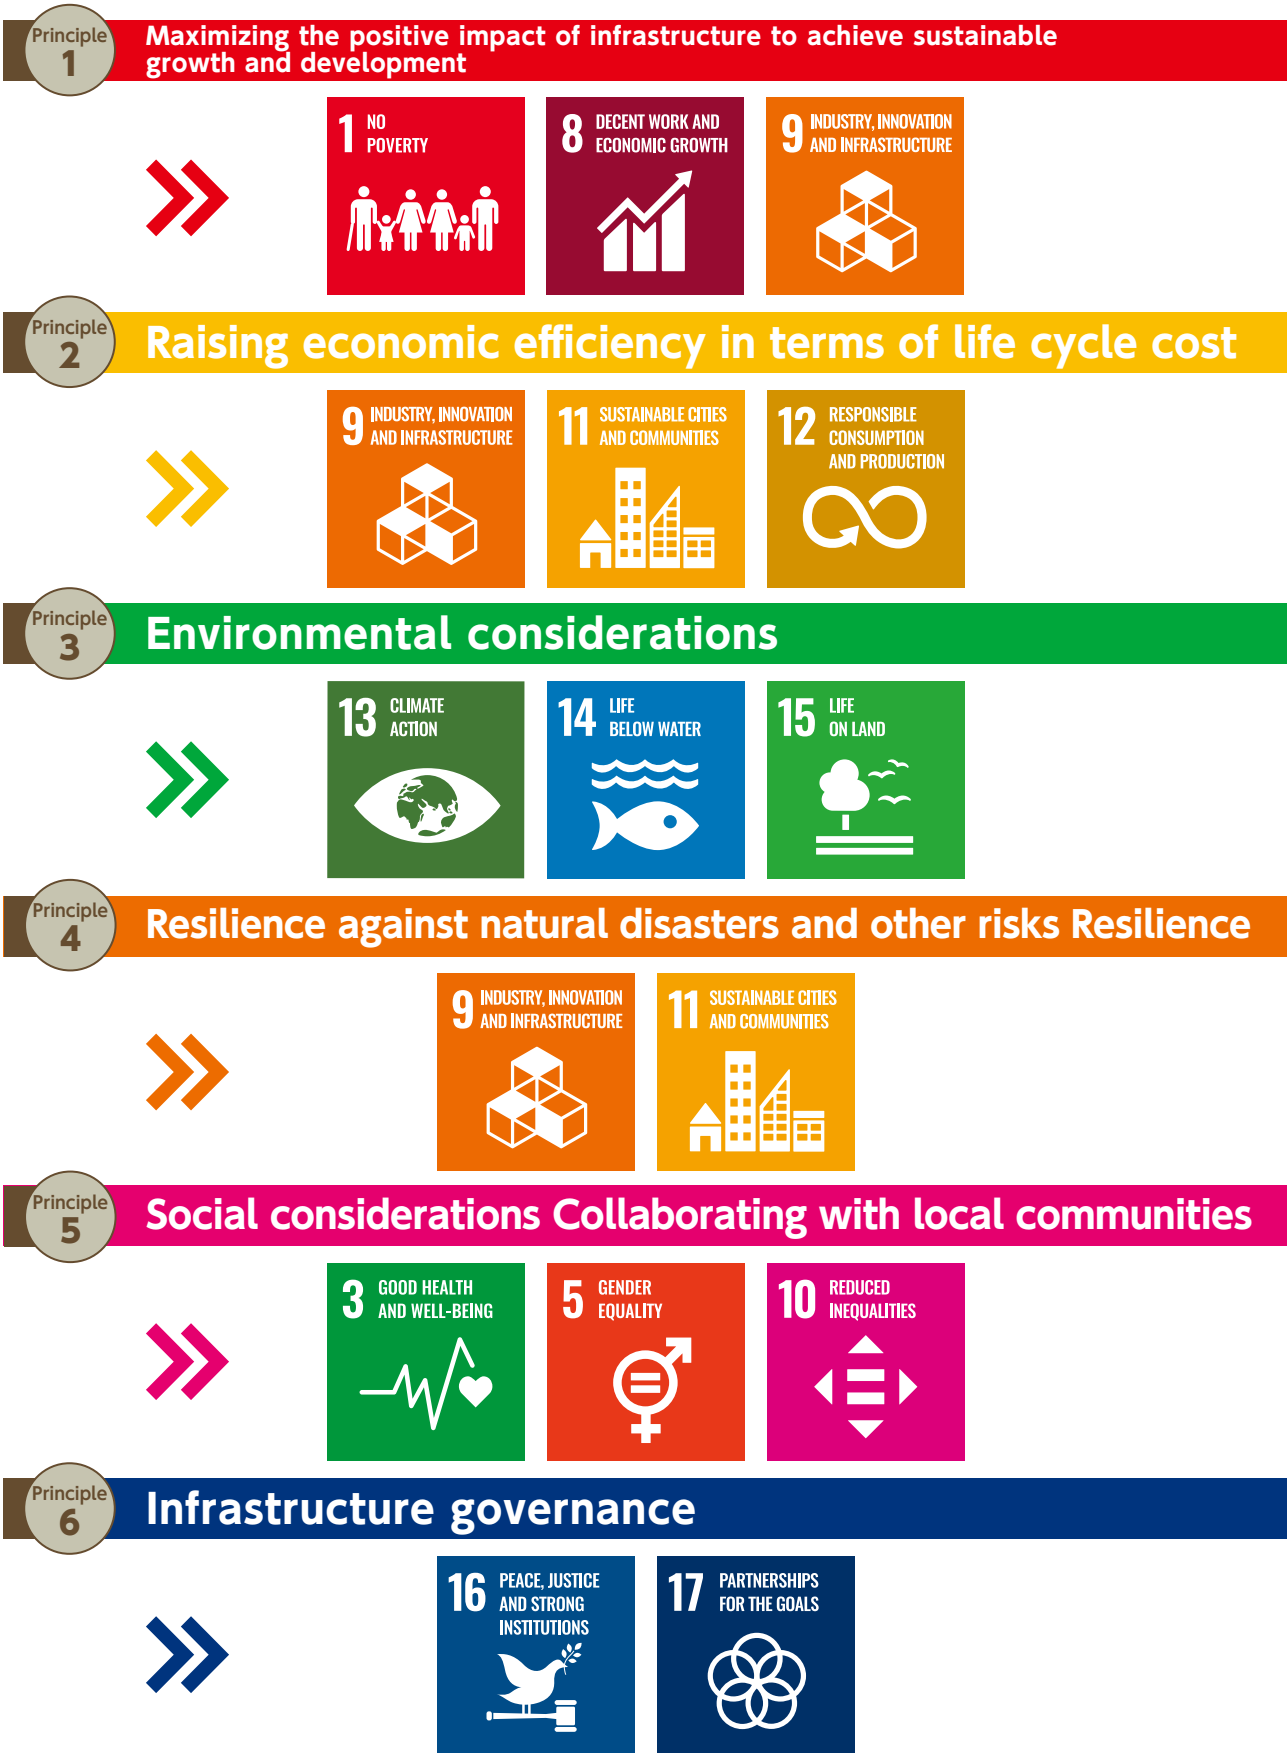 Principle
1
Maximizing the positive impact of infrastructure to achieve sustainable
growth and development
1 NO
POVERTY
8 DECENT WORK AND
ECONOMIC GROWTH
9 INDUSTRY, INNOVATION
AND INFRASTRUCTURE
Principle
2
Raising economic efficiency in terms of life cycle cost
9 INDUSTRY, INNOVATION
AND INFRASTRUCTURE
11 SUSTAINABLE CITIES
AND COMMUNITIES
12 RESPONSIBLE
CONSUMPTION
AND PRODUCTION
Principle
3
Environmental considerations
13 CLIMATE
ACTION
14 LIFE
BELOW WATER
15 LIFE
ON LAND
Principle
4
Resilience against natural disasters and other risks Resilience
9 INDUSTRY, INNOVATION
AND INFRASTRUCTURE
11 SUSTAINABLE CITIES
AND COMMUNITIES
Principle
5
Social considerations Collaborating with local communities
3 GOOD HEALTH
AND WELL-BEING
5 GENDER
EQUALITY
10 REDUCED
INEQUALITIES
Principle
6
Infrastructure governance
16 PEACE, JUSTICE
AND STRONG
INSTITUTIONS
17 PARTNERSHIPS
FOR THE GOALS